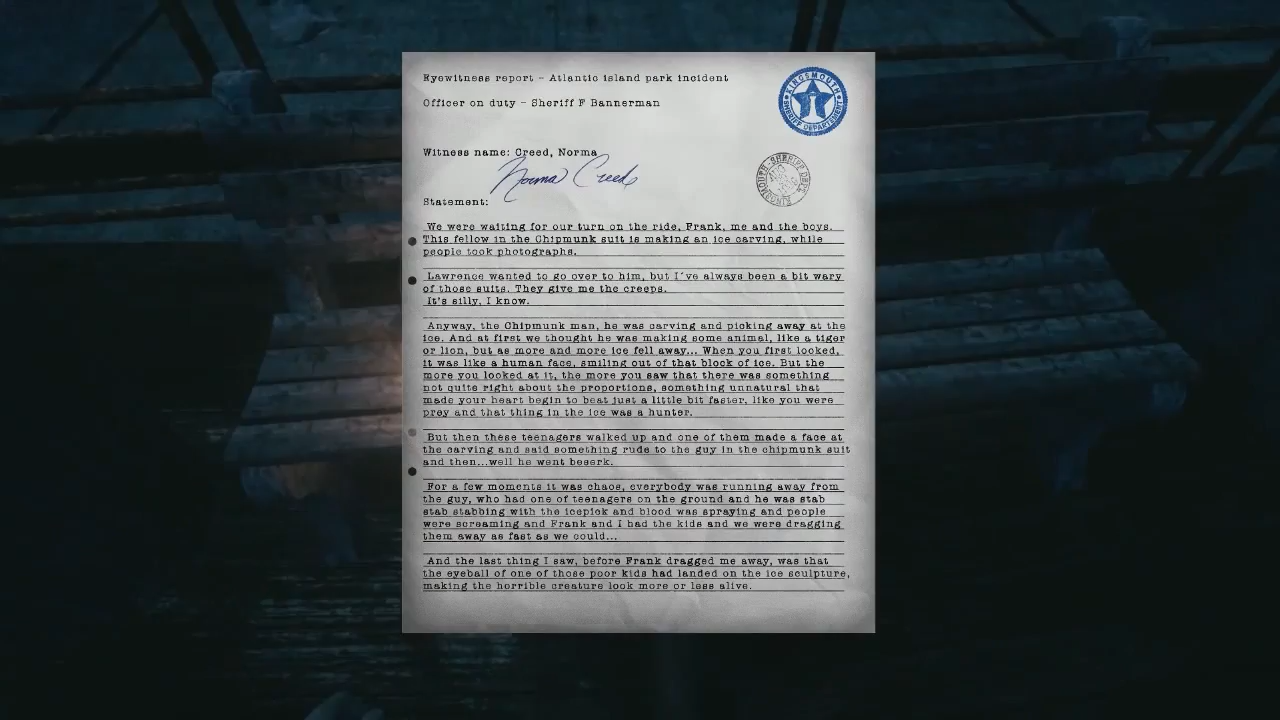 Eyewitness report - Atlantic island park incident
KINGSMOUTH
SHERIFF DEPARTEMENT
Officer on duty - Sheriff F Bannerman
Witness name: Creed, Norma
Norma Creed
KINGSMOUTH-SHERIFF DEPT.
Statement:
We were waiting for our turn on the ride, Frank, me and the boys.
This fellow in the Chipmunk suit is making an ice carving, while
people took photographs.
Lawrence wanted to go over to him, but I´ve always been a bit wary
of those suits. They give me the creeps.
It's silly, I know.
Anyway, the Chipmunk man, he was carving and picking away at the
ice. And at first we thought he was making some animal, like a tiger
or lion, but as more and more ice fell away... When you first looked,
it was like a human face, smiling out of that block of ice. But the
more you looked at it, the more you saw that there was something
not quite right about the proportions, something unnatural that
made your heart begin to beat just a little bit faster, like you were
prey and that thing in the ice was a hunter.
But then these teenagers walked up and one of them made a face at
the carving and said something rude to the guy in the chipmunk suit
and then...well he went beserk.
For a few moments it was chaos, everybody was running away from
the guy, who had one of teenagers on the ground and he was stab
stab stabbing with the icepick and blood was spraying and people
were screaming and Frank and I had the kids and we were dragging
them away as fast as we could...
And the last thing I saw, before Frank dragged me away, was that
the eyeball of one of those poor kids had landed on the ice sculpture,
making the horrible creature look more or less alive.